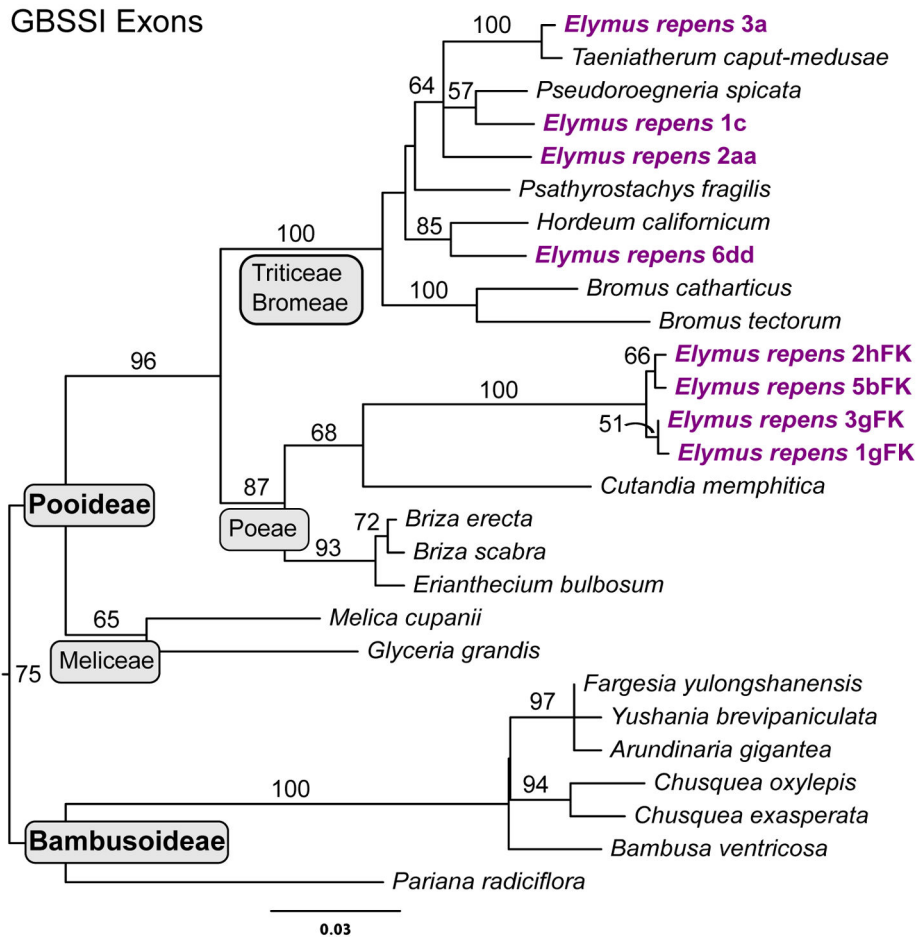 GBSSI Exons
100
Elymus repens 3a
Taeniatherum caput-medusae
64
57
Pseudoroegneria spicata
Elymus repens 1c
Elymus repens 2aa
Psathyrostachys fragilis
85
Hordeum californicum
Elymus repens 6dd
100
Triticeae
Bromeae
100
Bromus catharticus
Bromus tectorum
96
66
Elymus repens 2hFK
100
Elymus repens 5bFK
51
Elymus repens 3gFK
Elymus repens 1gFK
68
87
Cutandia memphitica
Pooideae
Poeae
72
Briza erecta
93
Briza scabra
Erianthecium bulbosum
65
Melica cupanii
Meliceae
Glyceria grandis
75
Fargesia yulongshanensis
97
Yushania brevipaniculata
Arundinaria gigantea
100
94
Chusquea oxylepis
Chusquea exasperata
Bambusoideae
Bambusa ventricosa
Pariana radiciflora
0.03